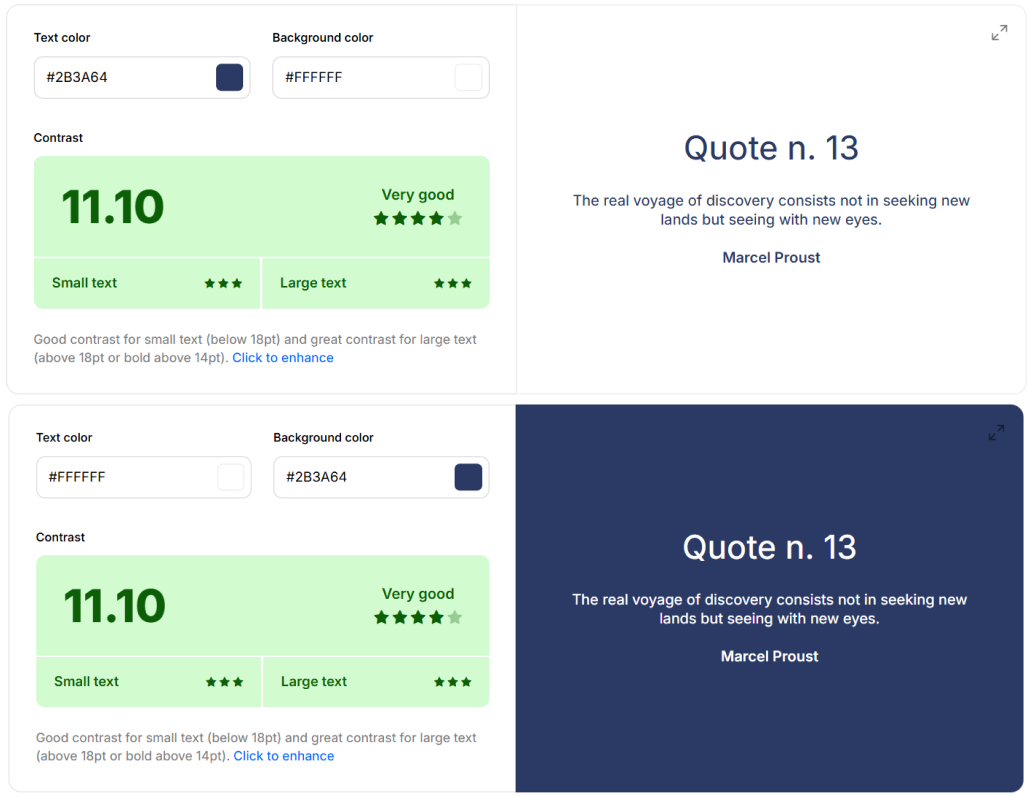 Text color
Background color
#2B3A64
#FFFFFF
Contrast
11.10
Very good
Small text
Large text
Good contrast for small text (below 18pt) and great contrast for large text
(above 18pt or bold above 14pt). Click to enhance
Quote n. 13
The real voyage of discovery consists not in seeking new
lands but seeing with new eyes.
Marcel Proust
Text color
Background color
#FFFFFF
#2B3A64
Contrast
11.10
Very good
Small text
Large text
Good contrast for small text (below 18pt) and great contrast for large text
(above 18pt or bold above 14pt). Click to enhance
Quote n. 13
The real voyage of discovery consists not in seeking new
lands but seeing with new eyes.
Marcel Proust